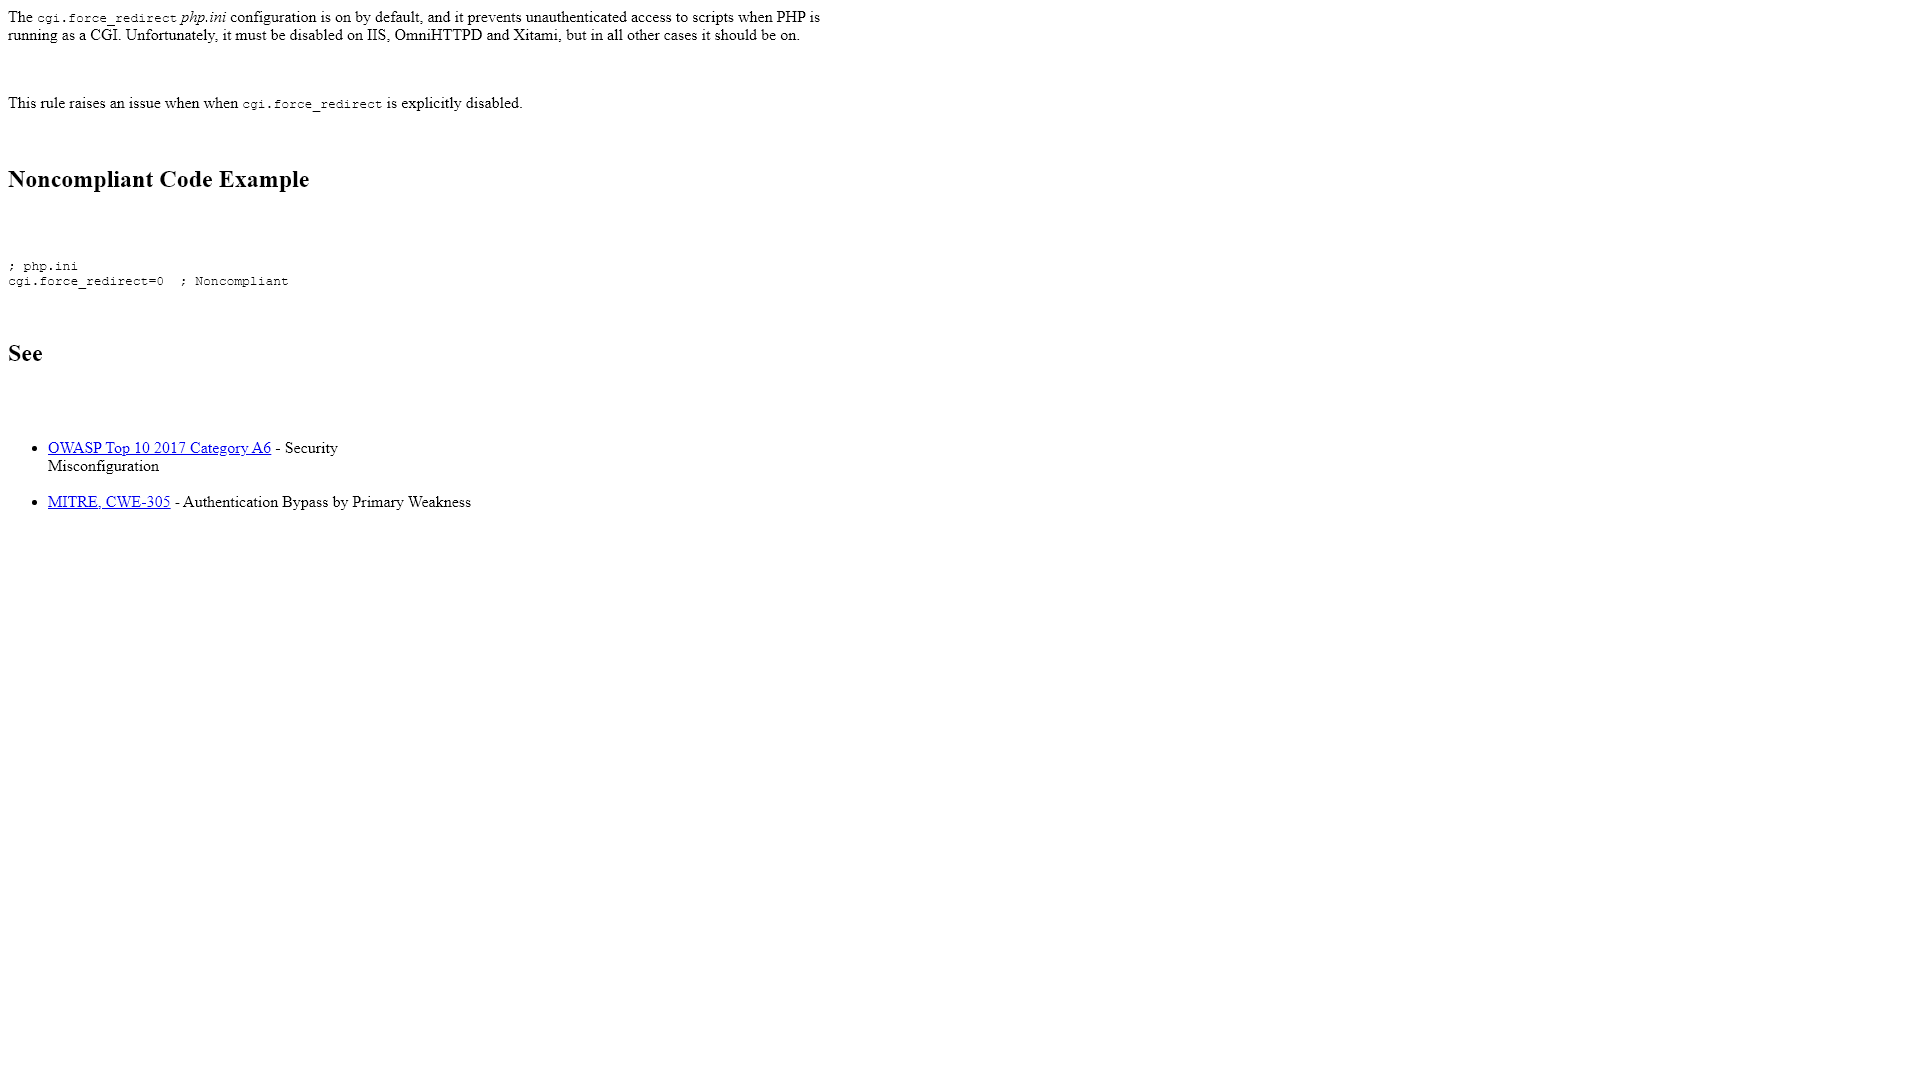 The cgi.force_redirect php.ini configuration is on by default, and it prevents unauthenticated access to scripts when PHP is
running as a CGI. Unfortunately, it must be disabled on IIS, OmniHTTPD and Xitami, but in all other cases it should be on.
This rule raises an issue when when cgi.force_redirect is explicitly disabled.
Noncompliant Code Example
; php.ini
cgi.force_redirect=0  ; Noncompliant
See
• OWASP Top 10 2017 Category A6 - Security
Misconfiguration
• MITRE, CWE-305 - Authentication Bypass by Primary Weakness